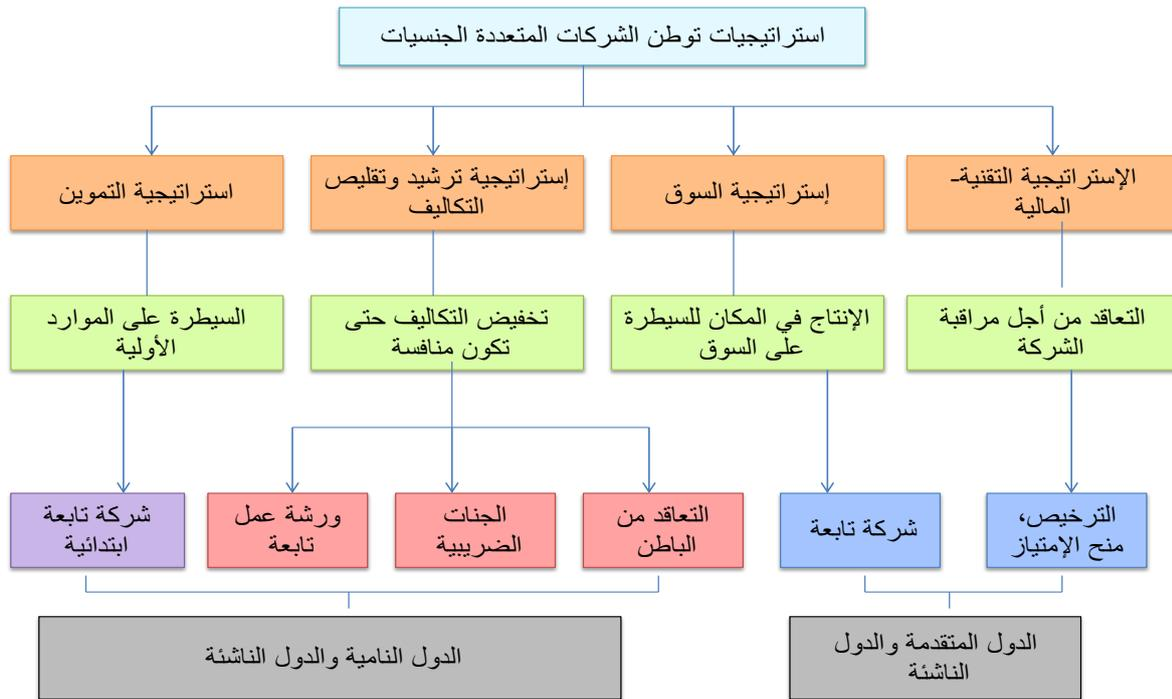 استراتيجيات توطن الشركات المتعددة الجنسيات
الإستراتيجية التقنية-
المالية
إستراتيجية السوق
إستراتيجية ترشيد وتقليص
التكاليف
استراتيجية التموين
التعاقد من أجل مراقبة
الشركة
الإنتاج في المكان للسيطرة
على السوق
تخفيض التكاليف حتى
تكون منافسة
السيطرة على الموارد
الأولية
الترخيص،
منح الإمتياز
شركة تابعة
التعاقد من
الباطن
الجنات
الضريبية
ورشة عمل
تابعة
شركة تابعة
ابتدائية
الدول المتقدمة والدول
الناشئة
الدول النامية والدول الناشئة